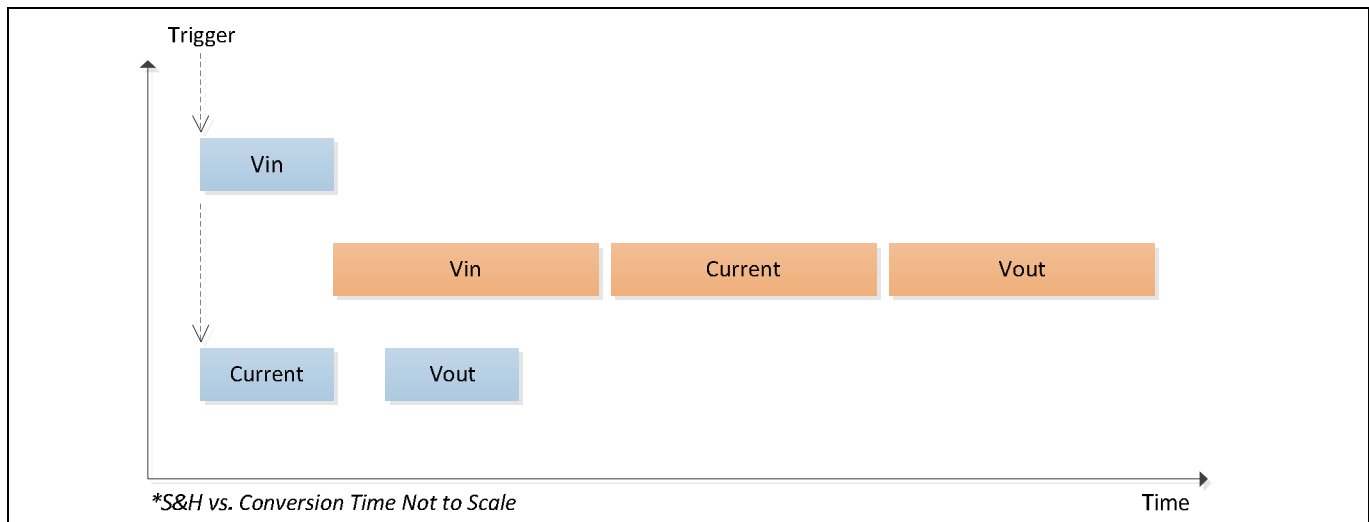 Trigger
Vin
Vin
Current
Vout
Current
Vout
*S&H vs. Conversion Time Not to Scale
Time